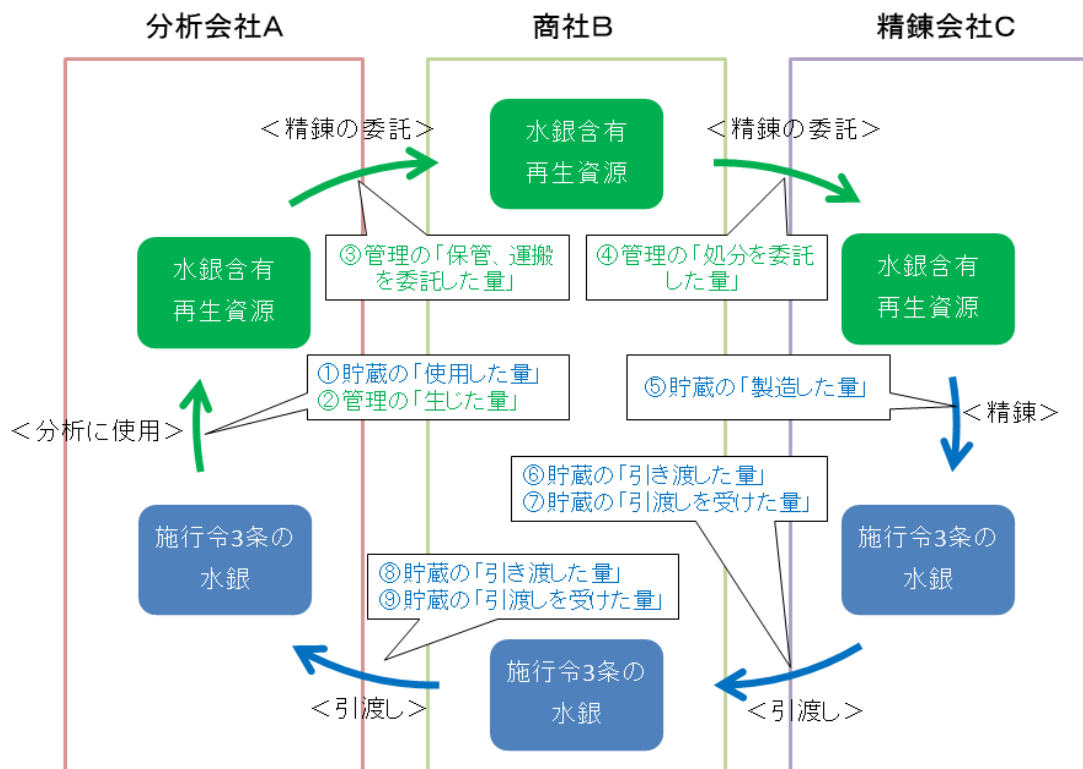 分析会社A
商社B
精錬会社C
＜精錬の委託＞
＜精錬の委託＞
水銀含有
再生資源
③管理の「保管、運搬
を委託した量」
④管理の「処分を委託
した量」
水銀含有
再生資源
水銀含有
再生資源
①貯蔵の「使用した量」
②管理の「生じた量」
⑤貯蔵の「製造した量」
＜分析に使用＞
＜精錬＞
⑥貯蔵の「引き渡した量」
⑦貯蔵の「引渡しを受けた量」
施行令3条の
水銀
施行令3条の
水銀
⑧貯蔵の「引き渡した量」
⑨貯蔵の「引渡しを受けた量」
施行令3条の
水銀
＜引渡し＞
＜引渡し＞